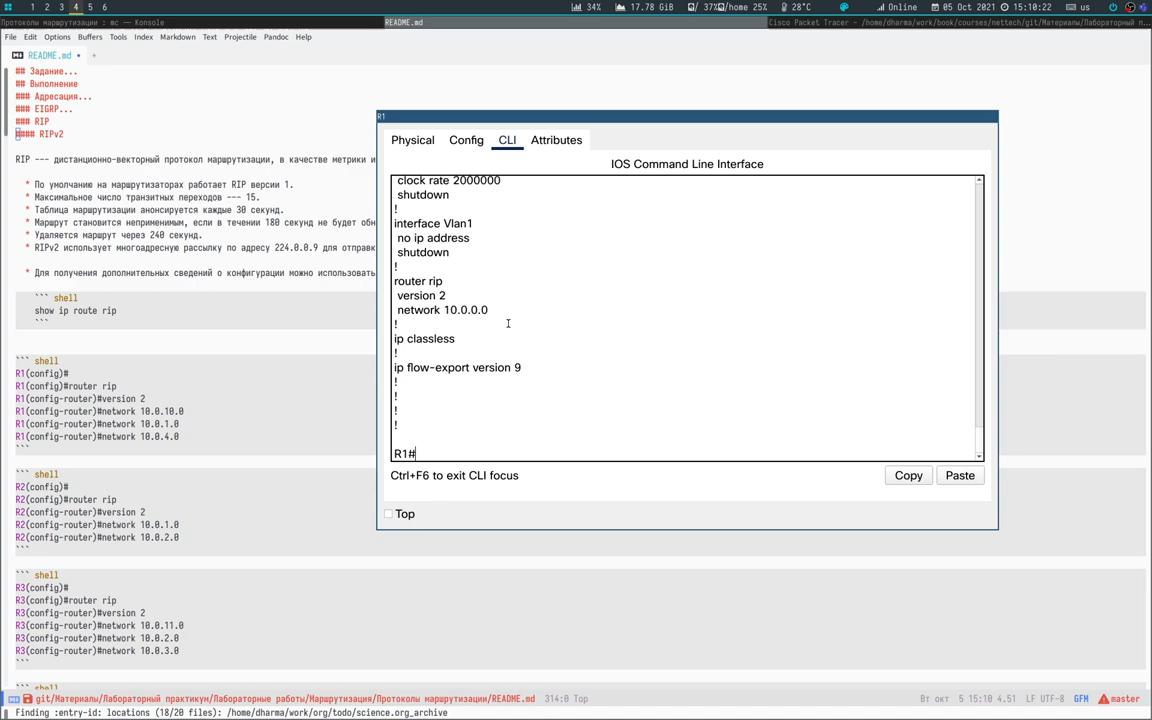 1 2 3 4 5 6
34% 17.78 GiB 37% /home 25% 28°C Online 05 Oct 2021 15:10:22 us
Протоколы маршрутизации : mc — Konsole README.md Cisco Packet Tracer - /home/dharma/work/book/courses/nettech/git/Материалы/Лабораторный п...
File Edit Options Buffers Tools Index Markdown Text Projectile Pandoc Help
README.md • +
## Задание...
## Выполнение
### Адресация...
### EIGRP...
### RIP
#### RIPv2
RIP --- дистанционно-векторный протокол маршрутизации, в качестве метрики и
* По умолчанию на маршрутизаторах работает RIP версии 1.
* Максимальное число транзитных переходов --- 15.
* Таблица маршрутизации анонсируется каждые 30 секунд.
* Маршрут становится неприменимым, если в течении 180 секунд не будет обн
* Удаляется маршрут через 240 секунд.
* RIPv2 использует многоадресную рассылку по адресу 224.0.0.9 для отправк
* Для получения дополнительных сведений о конфигурации можно использовать
``` shell
show ip route rip
```
``` shell
R1(config)#
R1(config)#router rip
R1(config-router)#version 2
R1(config-router)#network 10.0.10.0
R1(config-router)#network 10.0.1.0
R1(config-router)#network 10.0.4.0
```
``` shell
R2(config)#
R2(config)#router rip
R2(config-router)#version 2
R2(config-router)#network 10.0.1.0
R2(config-router)#network 10.0.2.0
```
``` shell
R3(config)#
R3(config)#router rip
R3(config-router)#version 2
R3(config-router)#network 10.0.11.0
R3(config-router)#network 10.0.2.0
R3(config-router)#network 10.0.3.0
```
``` shell
R1
Physical Config CLI Attributes
IOS Command Line Interface
clock rate 2000000
shutdown
!
interface Vlan1
no ip address
shutdown
!
router rip
version 2
network 10.0.0.0
!
ip classless
!
ip flow-export version 9
!
!
!
!
R1#
Ctrl+F6 to exit CLI focus
Copy Paste
Top
git/Материалы/Лабораторный практикум/Лабораторные работы/Маршрутизация/Протоколы маршрутизации/README.md 314:0 Top
Вт окт 5 15:10 4.51 LF UTF-8 GFM master
Finding :entry-id: locations (18/20 files): /home/dharma/work/org/todo/science.org_archive